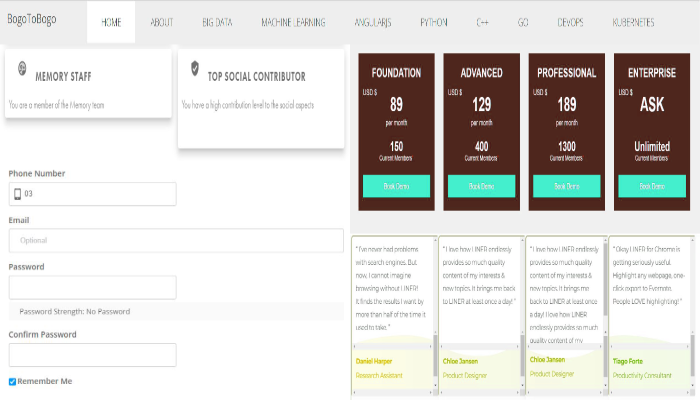 BogoToBogo
HOME
ABOUT
BIG DATA
MACHINE LEARNING
ANGULARJS
PYTHON
C++
GO
DEVOPS
KUBERNETES
MEMORY STAFF
You are a member of the Memory team
TOP SOCIAL CONTRIBUTOR
You have a high contribution level to the social aspects
Phone Number
03
Email
Optional
Password
Password Strength: No Password
Confirm Password
Remember Me
FOUNDATION
USD $
89
per month
150
Current Members
Book Demo
ADVANCED
USD $
129
per month
400
Current Members
Book Demo
PROFESSIONAL
USD $
189
per month
1300
Current Members
Book Demo
ENTERPRISE
USD $
ASK
Unlimited
Current Members
Book Demo
" I've never had problems
with search engines. But
now, I cannot imagine
browsing without LINER!
It finds the results I want by
more than half of the time it
used to take. "
Daniel Harper
Research Assistant
" I love how LINER endlessly
provides so much quality
content of my interests &
new topics. It brings me back
to LINER at least once a day! "
Chloe Jansen
Product Designer
" I love how LINER endlessly
provides so much quality
content of my interests &
new topics. It brings me
back to LINER at least once
a day! I love how LINER
endlessly provides so much
quality content of my
Chloe Jansen
Product Designer
" Okay LINER for Chrome is
getting seriously useful.
Highlight any webpage, one-
click export to Evernote.
People LOVE highlighting! "
Tiago Forte
Productivity Consultant